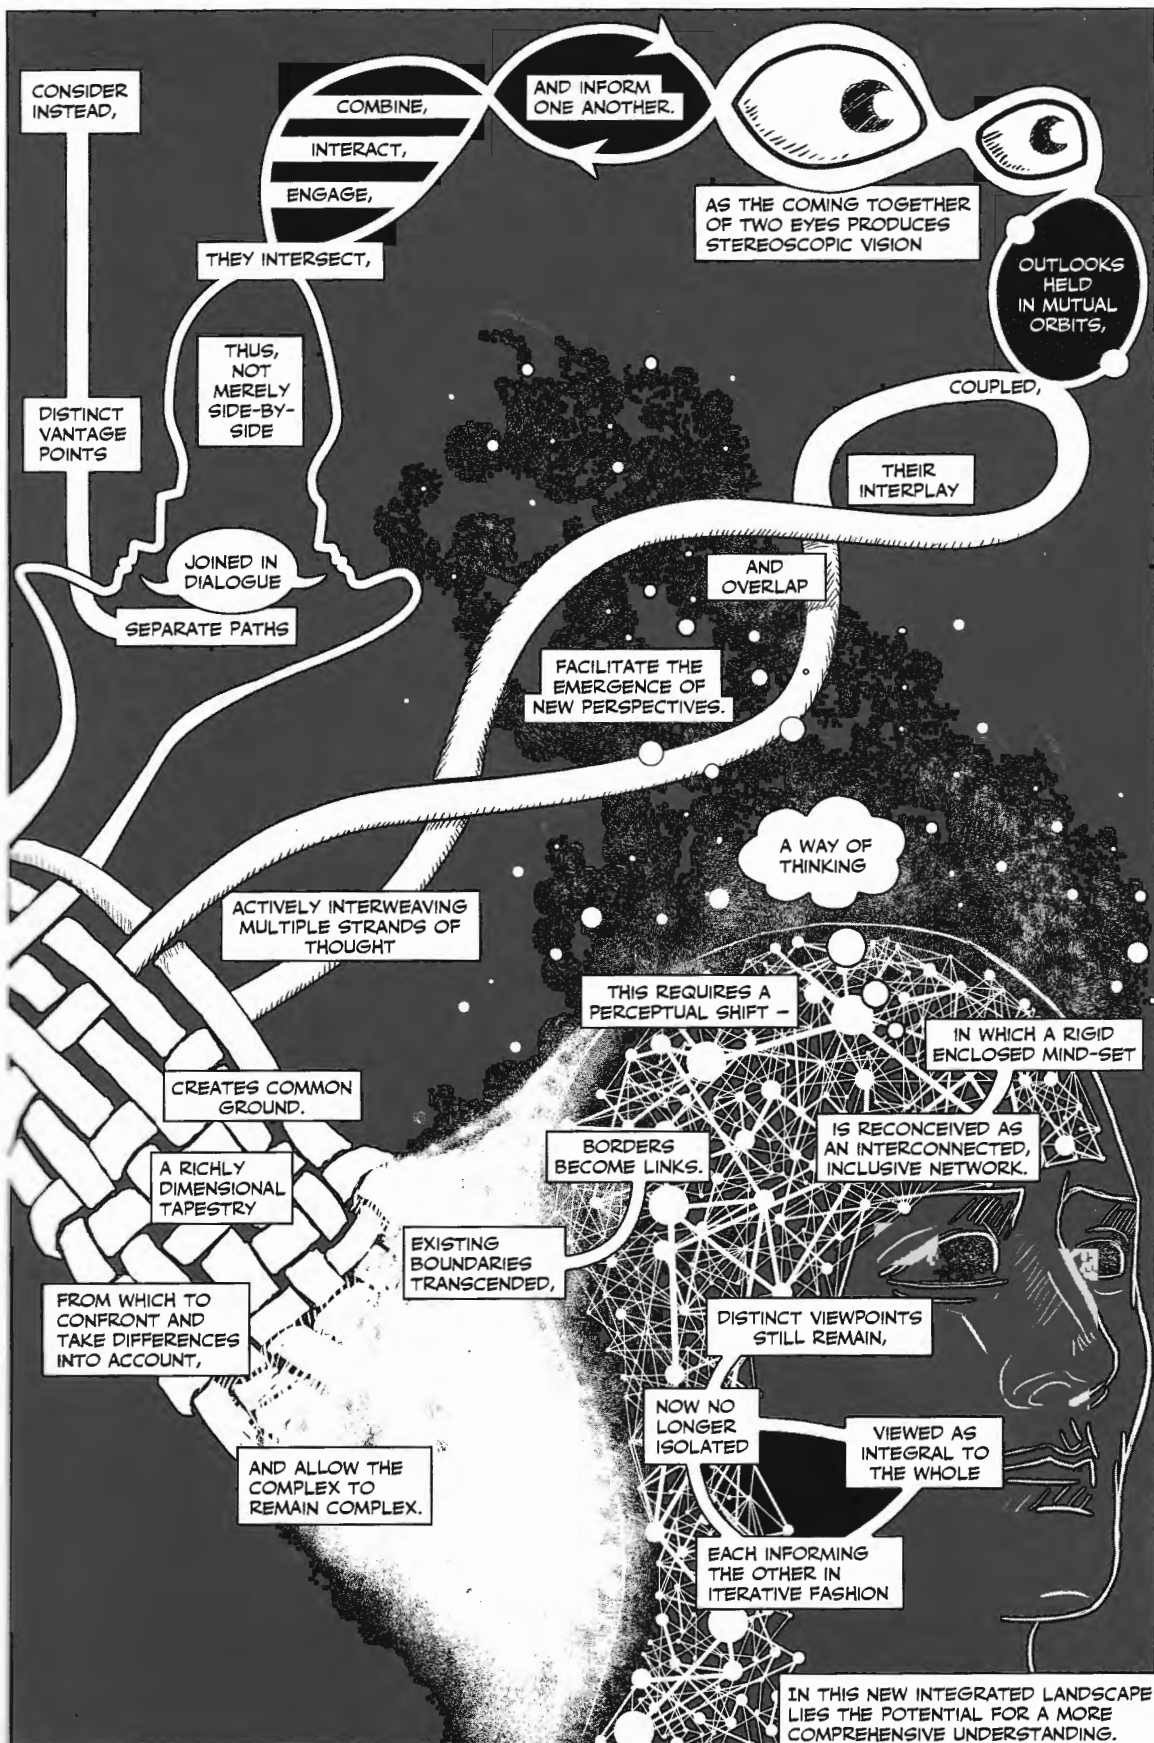 CONSIDER
INSTEAD,
DISTINCT
VANTAGE
POINTS
SEPARATE PATHS
JOINED IN
DIALOGUE
THUS,
NOT
MERELY
SIDE-BY-
SIDE
THEY INTERSECT,
ENGAGE,
INTERACT,
COMBINE,
AND INFORM
ONE ANOTHER.
AS THE COMING TOGETHER
OF TWO EYES PRODUCES
STEREOSCOPIC VISION
OUTLOOKS
HELD
IN MUTUAL
ORBITS,
COUPLED,
THEIR
INTERPLAY
AND
OVERLAP
FACILITATE THE
EMERGENCE OF
NEW PERSPECTIVES.
ACTIVELY INTERWEAVING
MULTIPLE STRANDS OF
THOUGHT
CREATES COMMON
GROUND.
A RICHLY
DIMENSIONAL
TAPESTRY
FROM WHICH TO
CONFRONT AND
TAKE DIFFERENCES
INTO ACCOUNT,
AND ALLOW THE
COMPLEX TO
REMAIN COMPLEX.
A WAY OF
THINKING
THIS REQUIRES A
PERCEPTUAL SHIFT –
IN WHICH A RIGID
ENCLOSED MIND-SET
IS RECONCEIVED AS
AN INTERCONNECTED,
INCLUSIVE NETWORK.
BORDERS
BECOME LINKS.
EXISTING
BOUNDARIES
TRANSCENDED,
DISTINCT VIEWPOINTS
STILL REMAIN,
NOW NO
LONGER
ISOLATED
VIEWED AS
INTEGRAL TO
THE WHOLE
EACH INFORMING
THE OTHER IN
ITERATIVE FASHION
IN THIS NEW INTEGRATED LANDSCAPE
LIES THE POTENTIAL FOR A MORE
COMPREHENSIVE UNDERSTANDING.